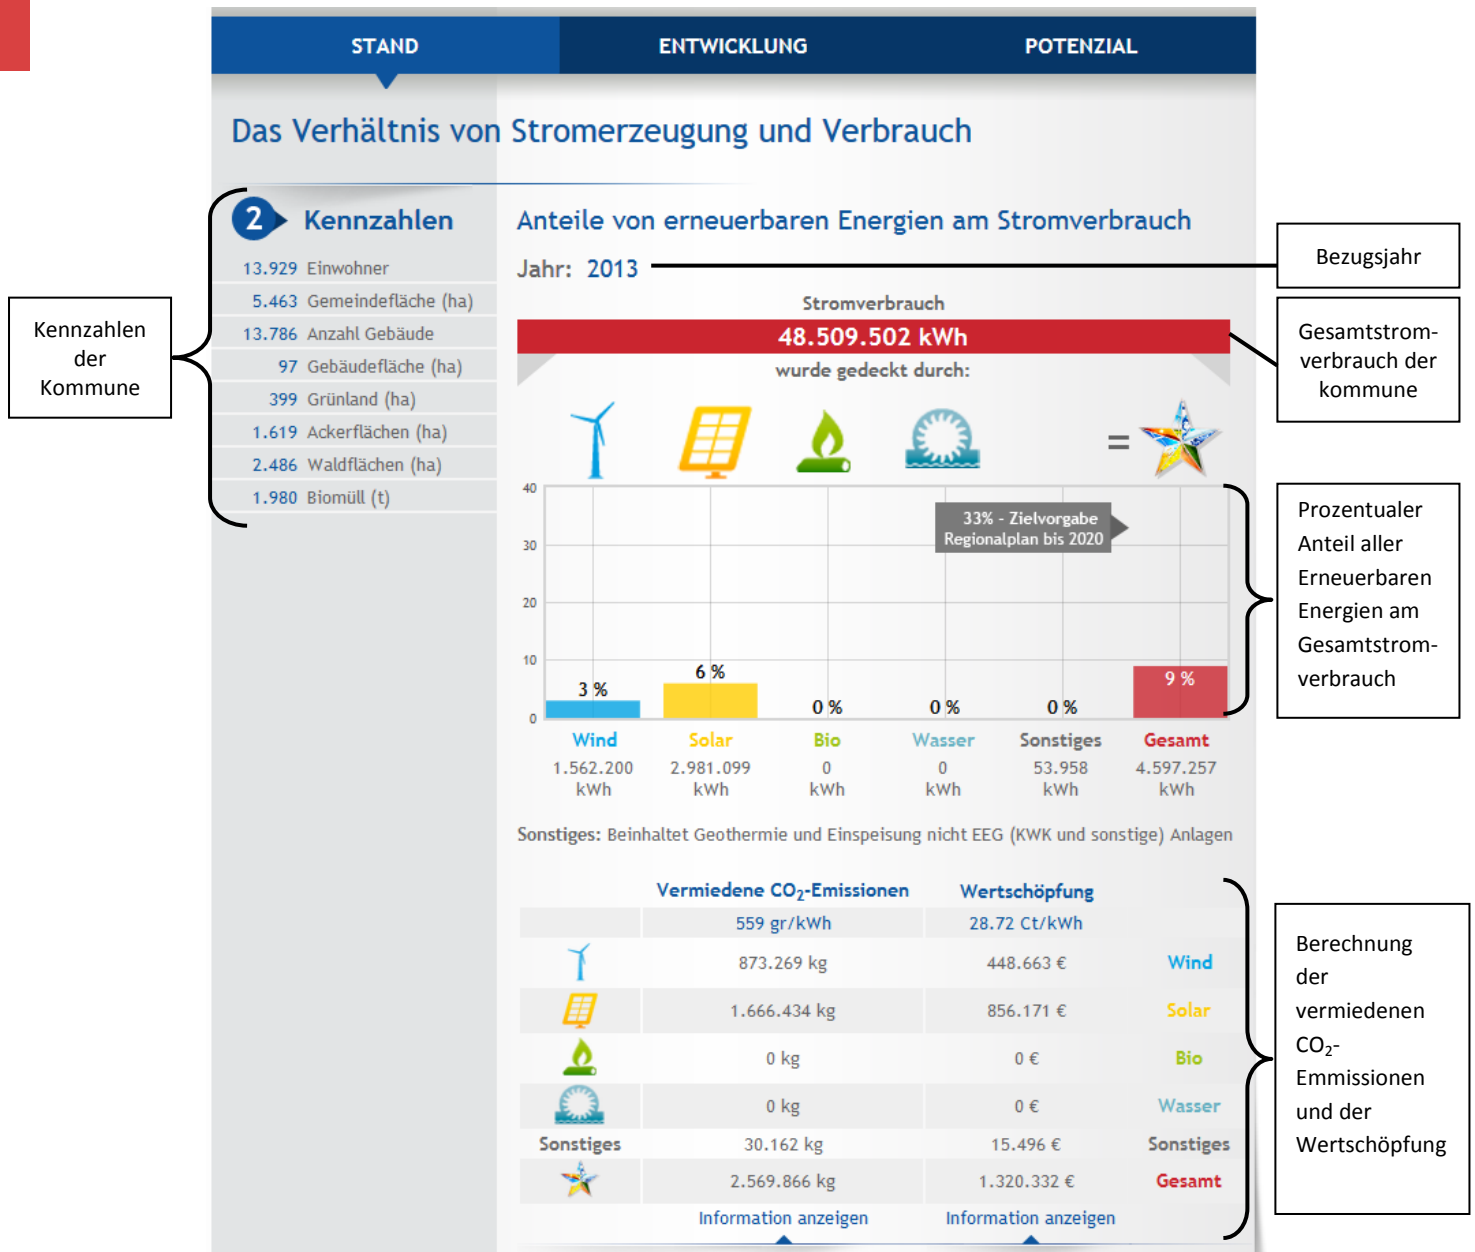 STAND ENTWICKLUNG POTENZIAL
Das Verhältnis von Stromerzeugung und Verbrauch
2 Kennzahlen
13.929 Einwohner
5.463 Gemeindefläche (ha)
13.786 Anzahl Gebäude
97 Gebäudefläche (ha)
399 Grünland (ha)
1.619 Ackerflächen (ha)
2.486 Waldflächen (ha)
1.980 Biomüll (t)
Kennzahlen
der
Kommune
Anteile von erneuerbaren Energien am Stromverbrauch
Jahr: 2013
Bezugsjahr
Stromverbrauch
48.509.502 kWh
wurde gedeckt durch:
Gesamtstrom-
verbrauch der
kommune
=
40
33% - Zielvorgabe
Regionalplan bis 2020
30
20
10
0
3 %
6 %
0 %
0 %
0 %
9 %
Wind Solar Bio Wasser Sonstiges Gesamt
1.562.200 2.981.099 0 0 53.958 4.597.257
kWh kWh kWh kWh kWh kWh
Prozentualer
Anteil aller
Erneuerbaren
Energien am
Gesamtstrom-
verbrauch
Sonstiges: Beinhaltet Geothermie und Einspeisung nicht EEG (KWK und sonstige) Anlagen
Vermiedene CO₂-Emissionen Wertschöpfung
559 gr/kWh 28.72 Ct/kWh
873.269 kg 448.663 € Wind
1.666.434 kg 856.171 € Solar
0 kg 0 € Bio
0 kg 0 € Wasser
Sonstiges 30.162 kg 15.496 € Sonstiges
2.569.866 kg 1.320.332 € Gesamt
Information anzeigen Information anzeigen
Berechnung
der
vermiedenen
CO₂-
Emmissionen
und der
Wertschöpfung